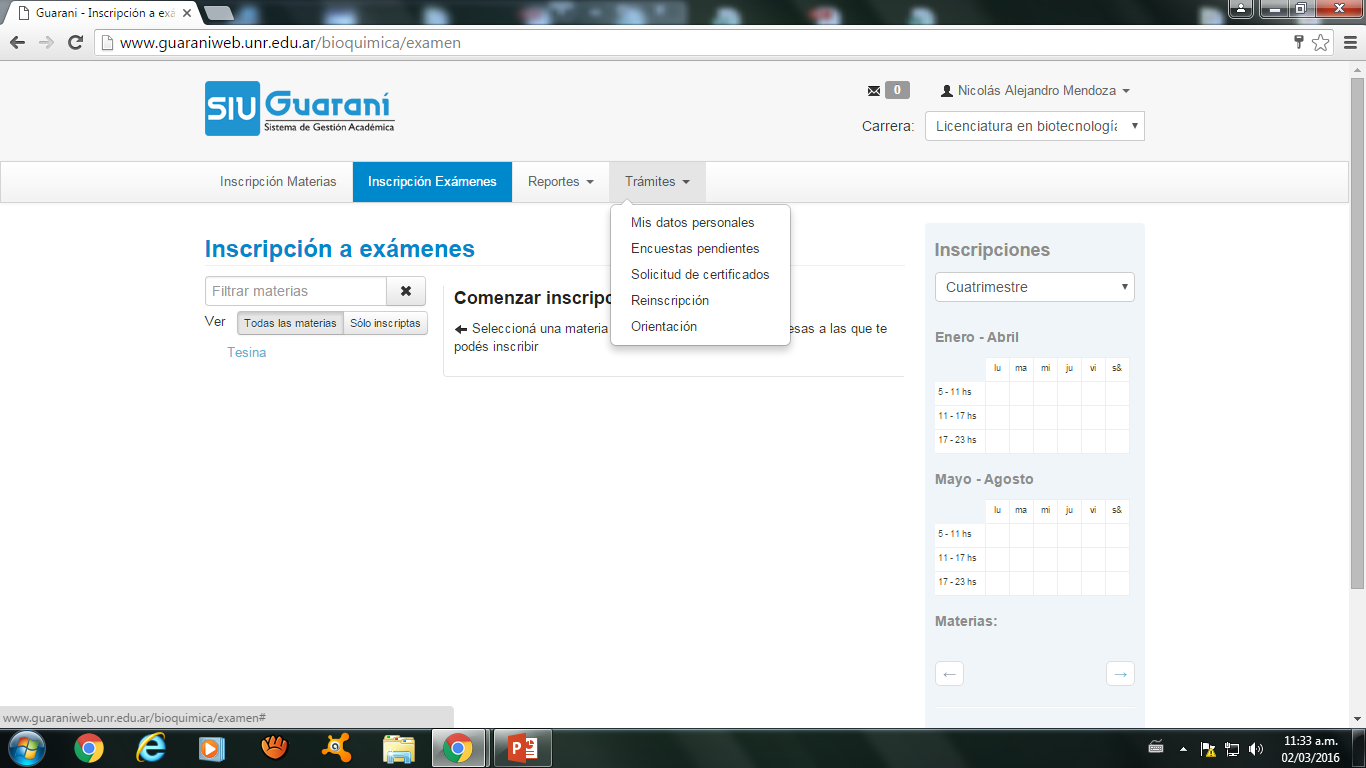 Guarani - Inscripción a exá
www.guaraniweb.unr.edu.ar/bioquimica/examen
SIU Guaraní
Sistema de Gestión Académica
0
Nicolás Alejandro Mendoza
Carrera:
Licenciatura en biotecnología
Inscripción Materias
Inscripción Exámenes
Reportes
Trámites
Mis datos personales
Encuestas pendientes
Solicitud de certificados
Reinscripción
Orientación
Inscripción a exámenes
Filtrar materias
Ver
Todas las materias
Sólo inscriptas
Tesina
Comenzar inscripc
Seleccioná una materia esas a las que te
podés inscribir
Inscripciones
Cuatrimestre
Enero - Abril
lu ma mi ju vi s&
5 - 11 hs
11 - 17 hs
17 - 23 hs
Mayo - Agosto
lu ma mi ju vi s&
5 - 11 hs
11 - 17 hs
17 - 23 hs
Materias:
← →
www.guaraniweb.unr.edu.ar/bioquimica/examen#
11:33 a.m.
02/03/2016